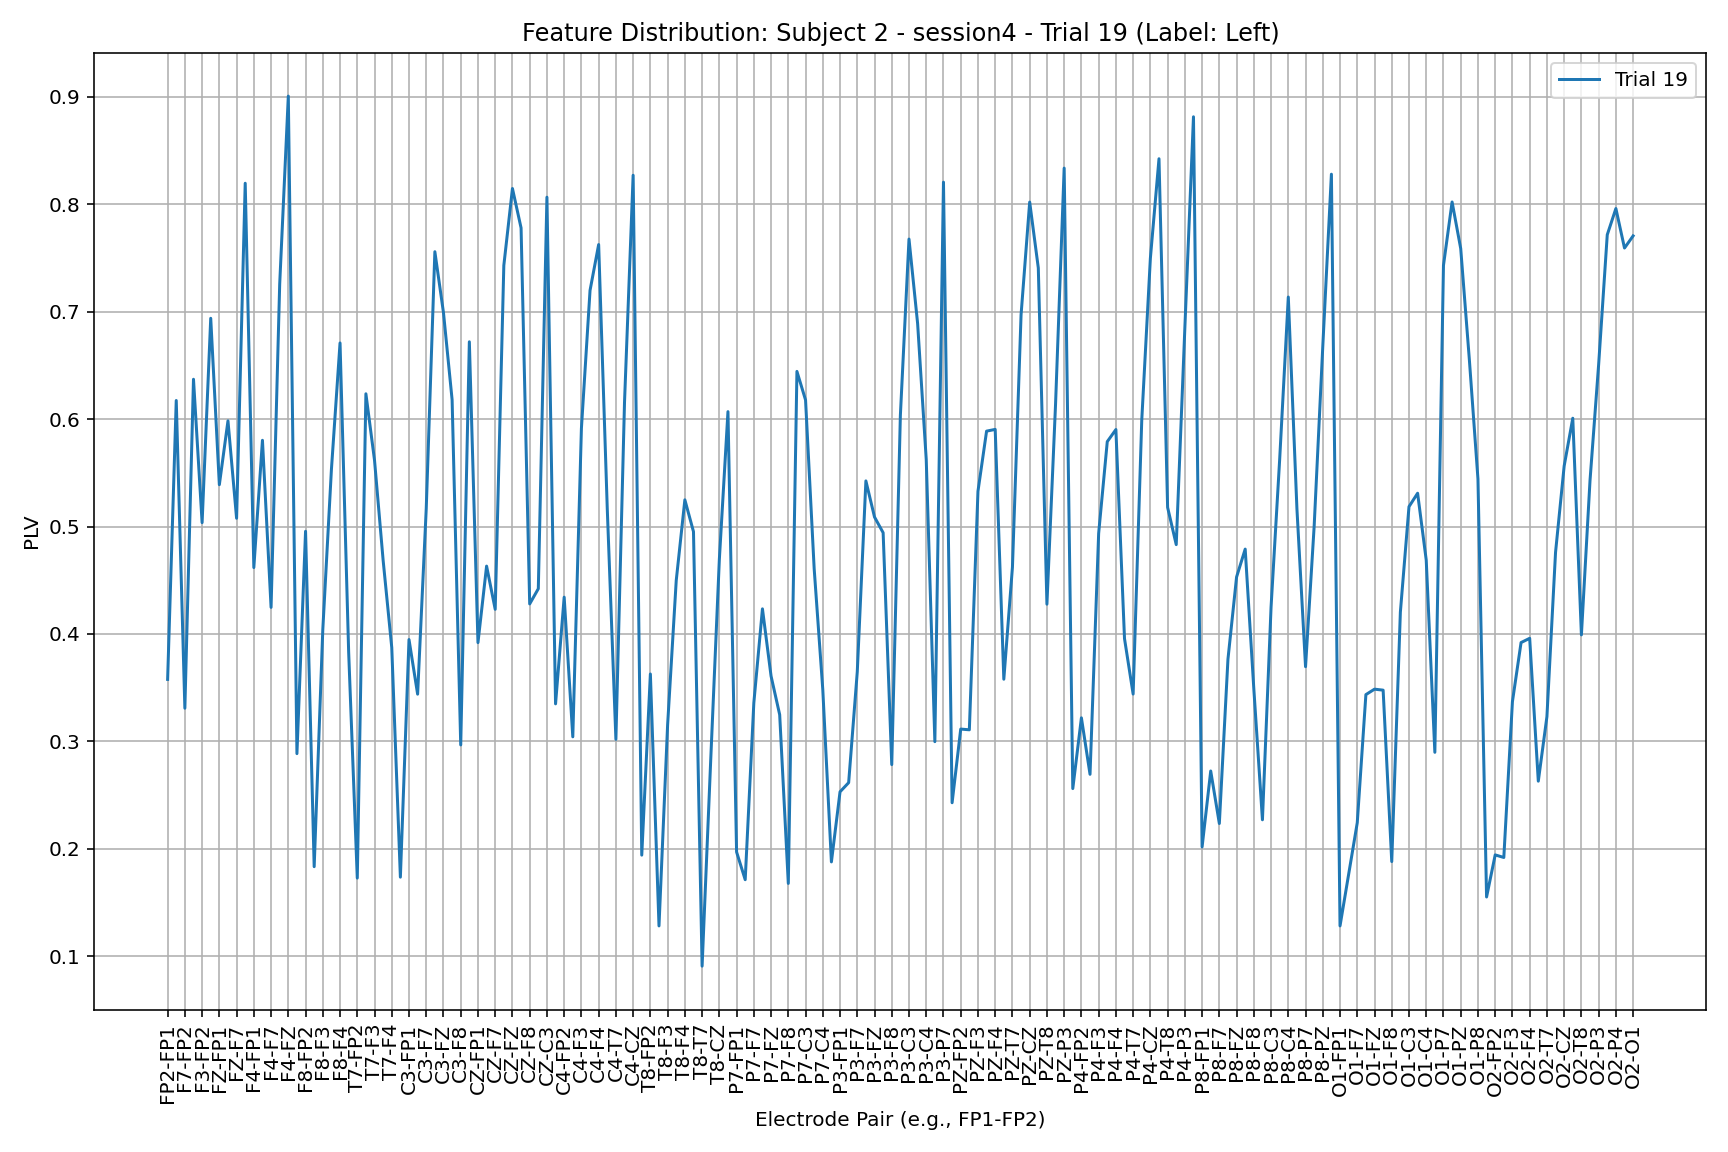 Feature Distribution: Subject 2 - session4 - Trial 19 (Label: Left)
Trial 19
PLV
0.9
0.8
0.7
0.6
0.5
0.4
0.3
0.2
0.1
FP2-FP1
F7-FP2
F3-FP2
FZ-FP1
FZ-F7
F4-FP1
F4-F7
F4-FZ
F8-FP2
F8-F3
F8-F4
T7-FP2
T7-F3
T7-F4
C3-FP1
C3-F7
C3-FZ
C3-F8
CZ-FP1
CZ-F7
CZ-FZ
CZ-F8
CZ-C3
C4-FP2
C4-F3
C4-F4
C4-T7
C4-CZ
T8-FP2
T8-F3
T8-F4
T8-T7
T8-CZ
P7-FP1
P7-F7
P7-FZ
P7-F8
P7-C3
P7-C4
P3-FP1
P3-F7
P3-FZ
P3-F8
P3-C3
P3-C4
P3-P7
PZ-FP2
PZ-F3
PZ-F4
PZ-T7
PZ-CZ
PZ-T8
PZ-P3
P4-FP2
P4-F3
P4-F4
P4-T7
P4-CZ
P4-T8
P4-P3
P8-FP1
P8-F7
P8-FZ
P8-F8
P8-C3
P8-C4
P8-P7
P8-PZ
O1-FP1
O1-F7
O1-FZ
O1-F8
O1-C3
O1-C4
O1-P7
O1-PZ
O1-P8
O2-FP2
O2-F3
O2-F4
O2-T7
O2-CZ
O2-T8
O2-P3
O2-P4
O2-O1
Electrode Pair (e.g., FP1-FP2)